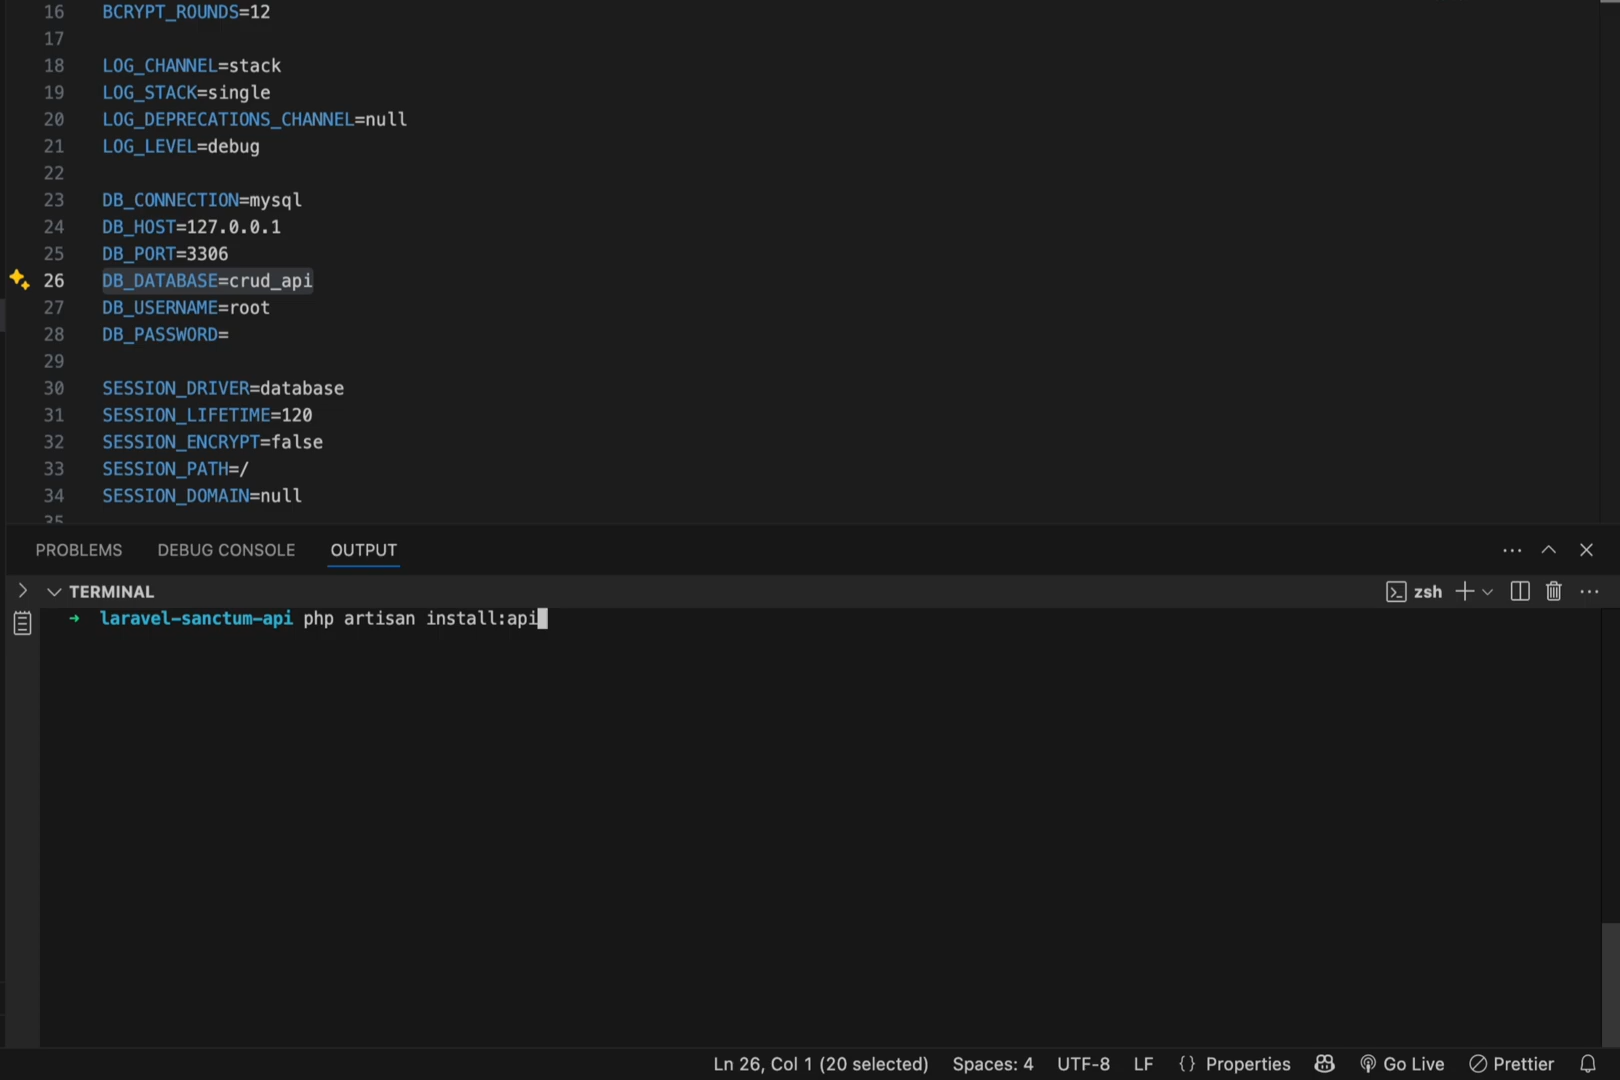 16 BCRYPT_ROUNDS=12
17
18 LOG_CHANNEL=stack
19 LOG_STACK=single
20 LOG_DEPRECATIONS_CHANNEL=null
21 LOG_LEVEL=debug
22
23 DB_CONNECTION=mysql
24 DB_HOST=127.0.0.1
25 DB_PORT=3306
26 DB_DATABASE=crud_api
27 DB_USERNAME=root
28 DB_PASSWORD=
29
30 SESSION_DRIVER=database
31 SESSION_LIFETIME=120
32 SESSION_ENCRYPT=false
33 SESSION_PATH=/
34 SESSION_DOMAIN=null
35
PROBLEMS DEBUG CONSOLE OUTPUT
TERMINAL zsh
➜ laravel-sanctum-api php artisan install:api
Ln 26, Col 1 (20 selected) Spaces: 4 UTF-8 LF {} Properties Go Live Prettier